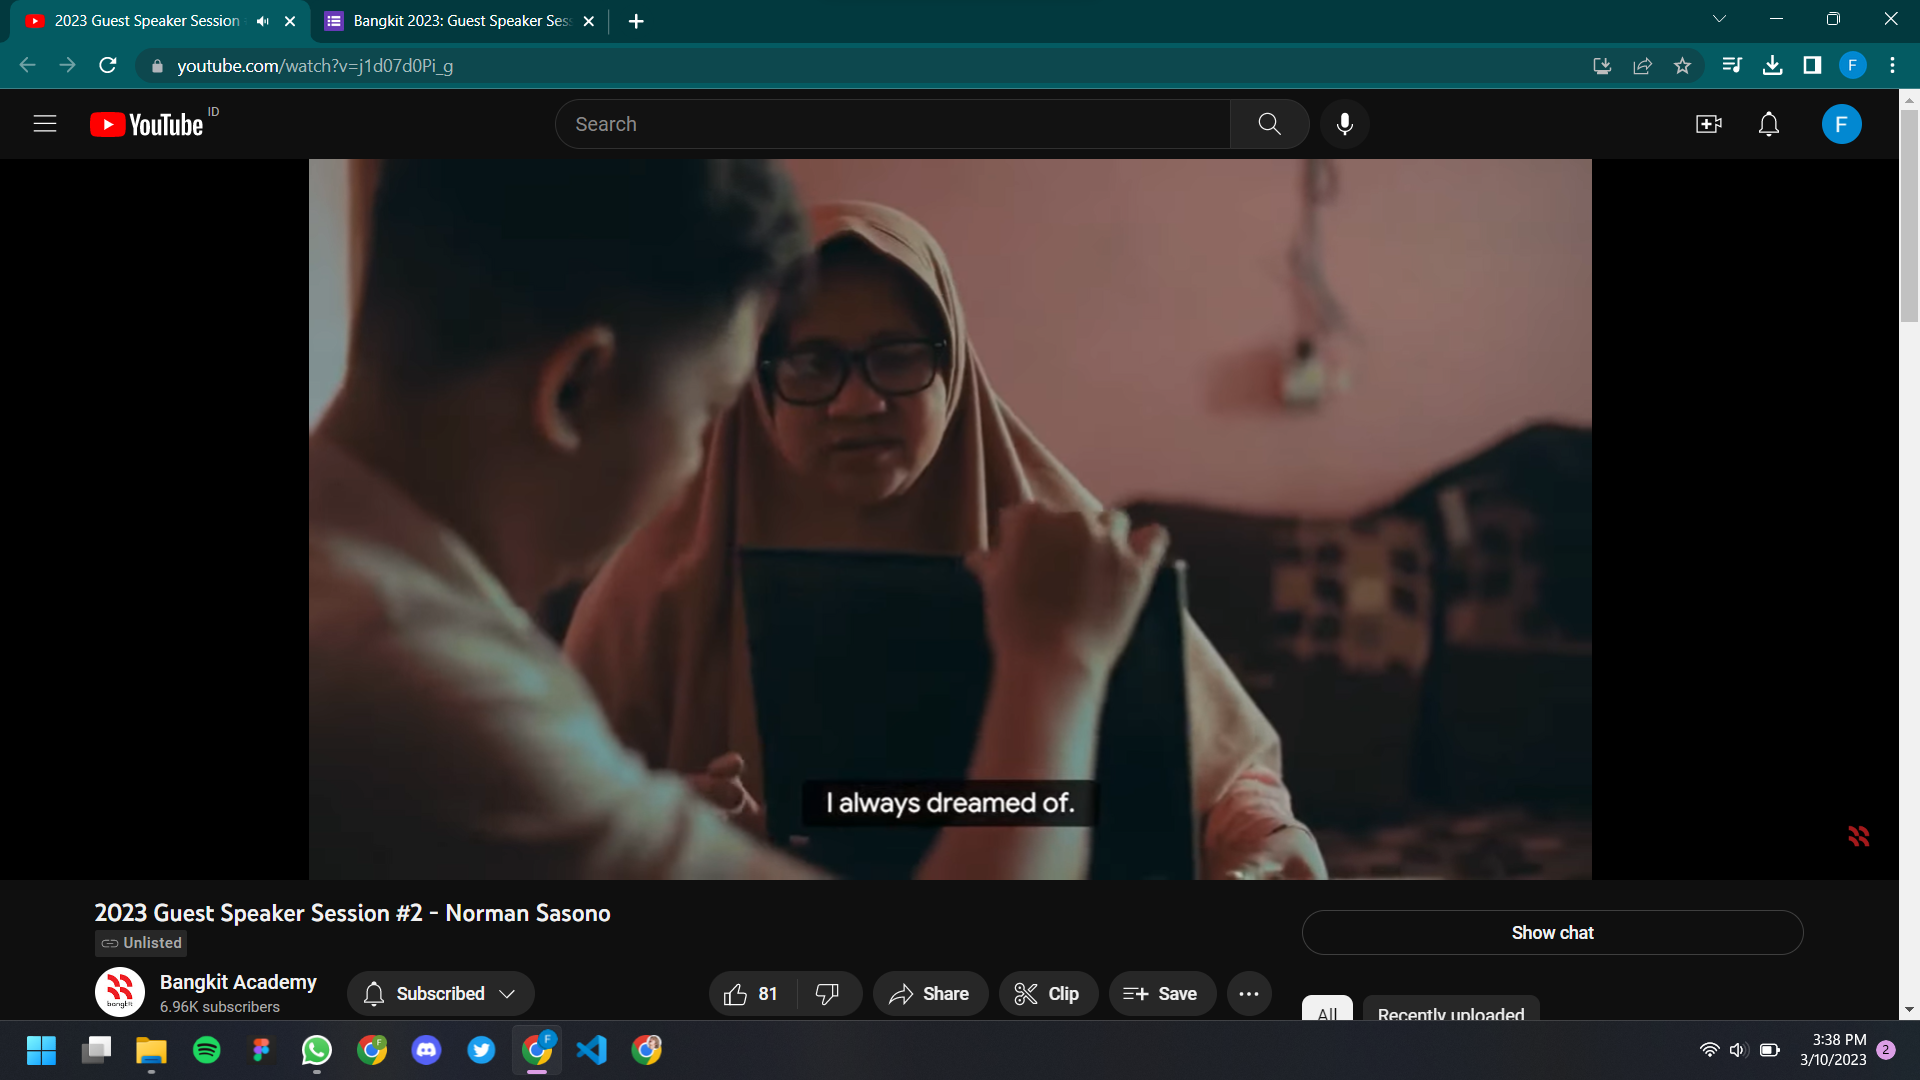 2023 Guest Speaker Session
Bangkit 2023: Guest Speaker Ses
youtube.com/watch?v=j1d07d0Pi_g
F
YouTube ID
Search
F
I always dreamed of.
2023 Guest Speaker Session #2 - Norman Sasono
Unlisted
Show chat
bangkit
Bangkit Academy
6.96K subscribers
Subscribed
81
Share
Clip
Save
All
Recently uploaded
F
F
3:38 PM
3/10/2023
2